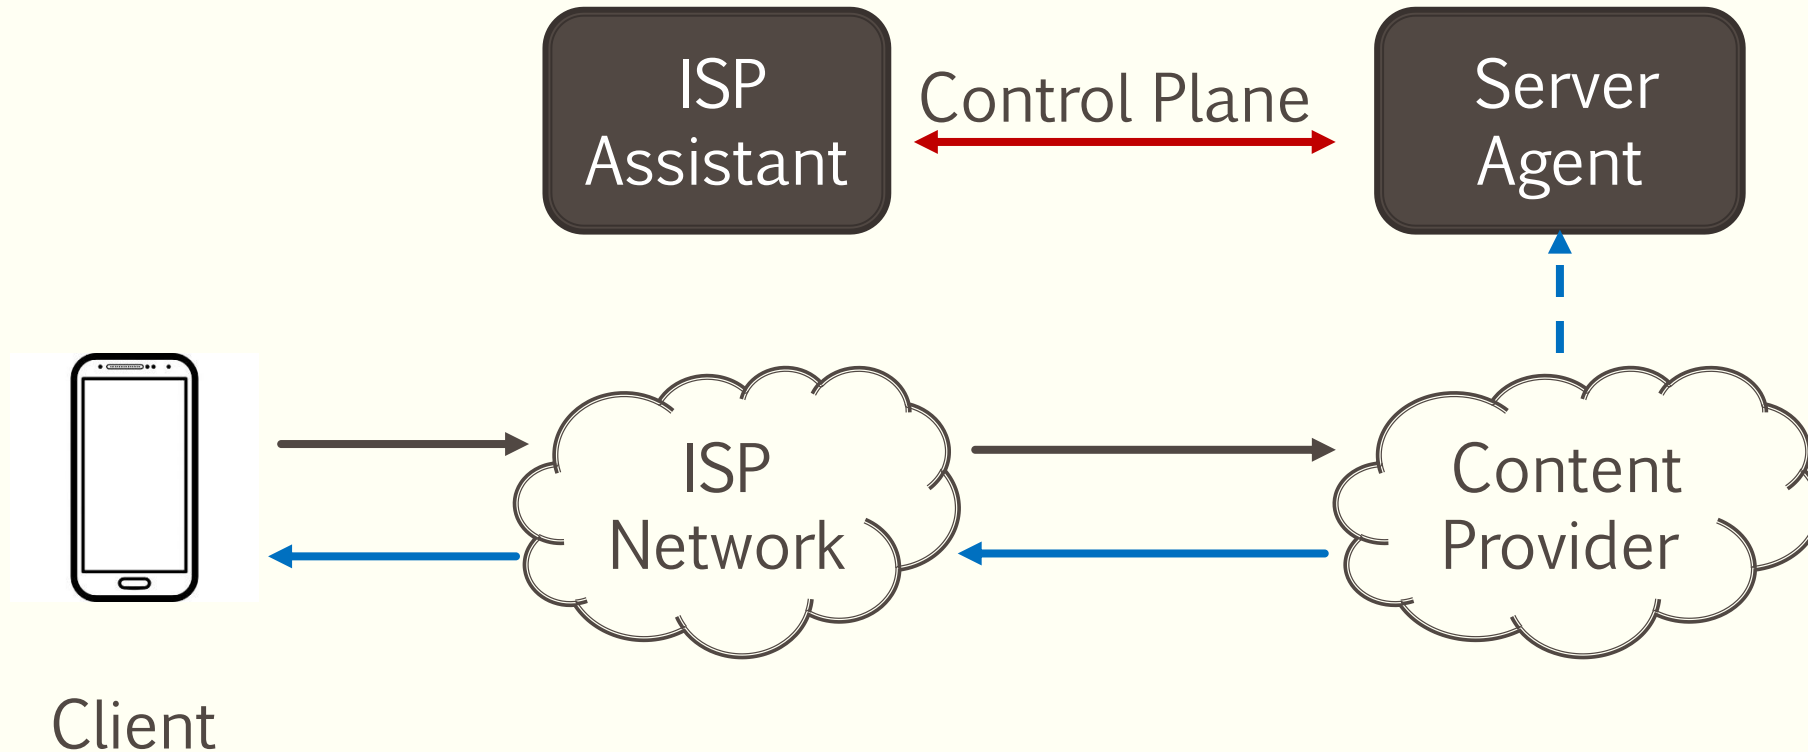 ISP
Assistant
Control Plane
Server
Agent
ISP
Network
Content
Provider
Client